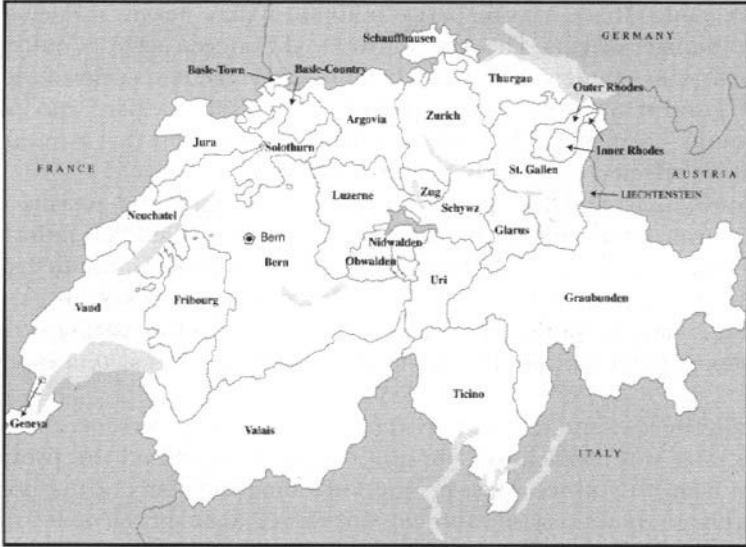 Schauffhausen
GERMANY
Basle-Town
Basle-Country
Thurgau
Outer Rhodes
Argovia
Zurich
Jura
Solothurn
Inner Rhodes
FRANCE
St. Gallen
AUSTRIA
Luzerne
Zug
LIECHTENSTEIN
Schywz
Neuchatel
Glarus
Bern
Nidwalden
Bern
Obwalden
Uri
Vaud
Fribourg
Graubunden
Ticino
Geneva
Valais
ITALY